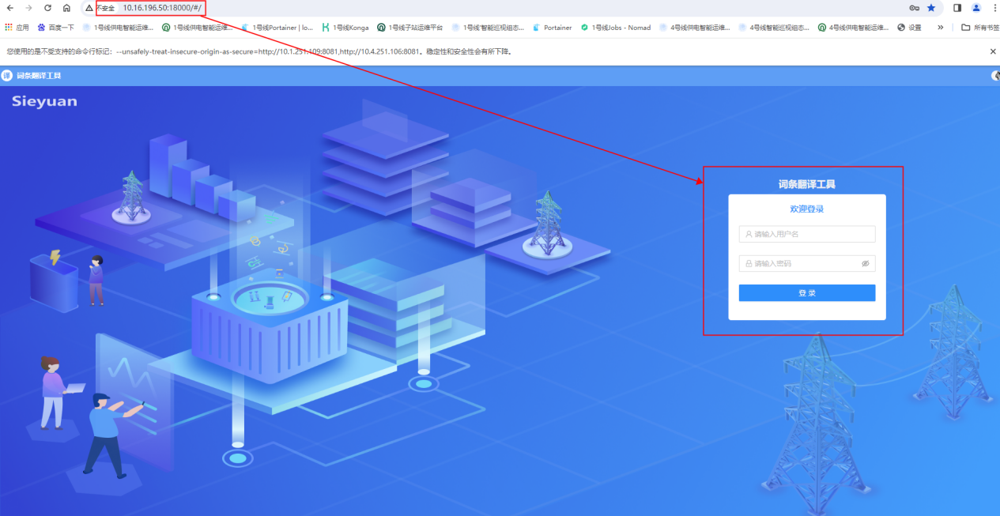 不安全 10.16.196.50:18000/#/
应用 百度一下 1号线供电智能运维... 1号线供电智能运维... 1号线Portainer | lo... 1号线Konga 1号线子站运维平台 1号线'智能巡视组态... Portainer 1号线Jobs - Nomad 4号线供电智能运维... 4号线智能巡视组态... 4号线供电智能运维... 设置 » 所有书签
您使用的是不受支持的命令行标记：--unsafely-treat-insecure-origin-as-secure=http://10.1.251.109:8081,http://10.4.251.106:8081。稳定性和安全性会有所下降。
译 词条翻译工具
Sieyuan
词条翻译工具
欢迎登录
请输入用户名
请输入密码
登 录